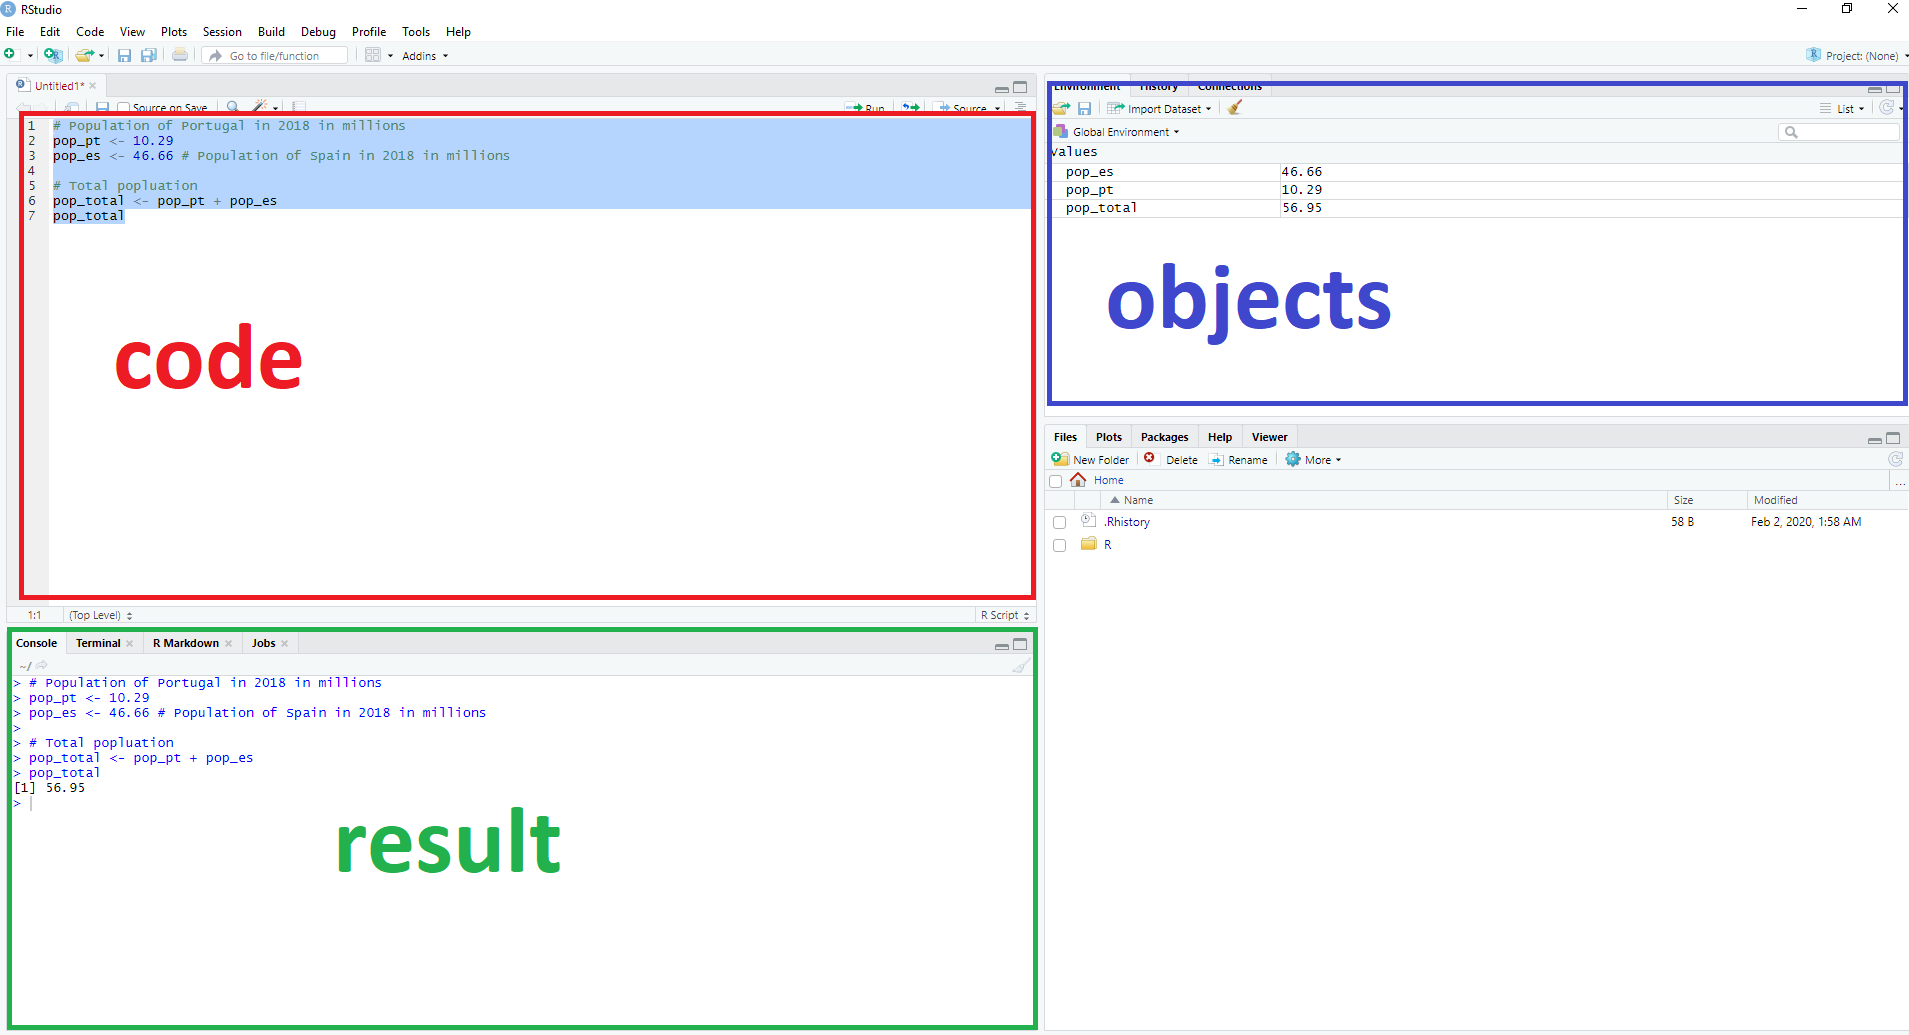 RStudio
File Edit Code View Plots Session Build Debug Profile Tools Help
Go to file/function Addins Project: (None)
Untitled1*
Source on Save Run Source
1 # Population of Portugal in 2018 in millions
2 pop_pt <- 10.29
3 pop_es <- 46.66 # Population of Spain in 2018 in millions
4
5 # Total popluation
6 pop_total <- pop_pt + pop_es
7 pop_total
code
1:1 (Top Level) R Script
Console Terminal R Markdown Jobs
~/
> # Population of Portugal in 2018 in millions
> pop_pt <- 10.29
> pop_es <- 46.66 # Population of Spain in 2018 in millions
>
> # Total popluation
> pop_total <- pop_pt + pop_es
> pop_total
[1] 56.95
>
result
Environment History Connections
Import Dataset List
Global Environment
Values
pop_es 46.66
pop_pt 10.29
pop_total 56.95
objects
Files Plots Packages Help Viewer
New Folder Delete Rename More
Home ...
Name Size Modified
.Rhistory 58 B Feb 2, 2020, 1:58 AM
R